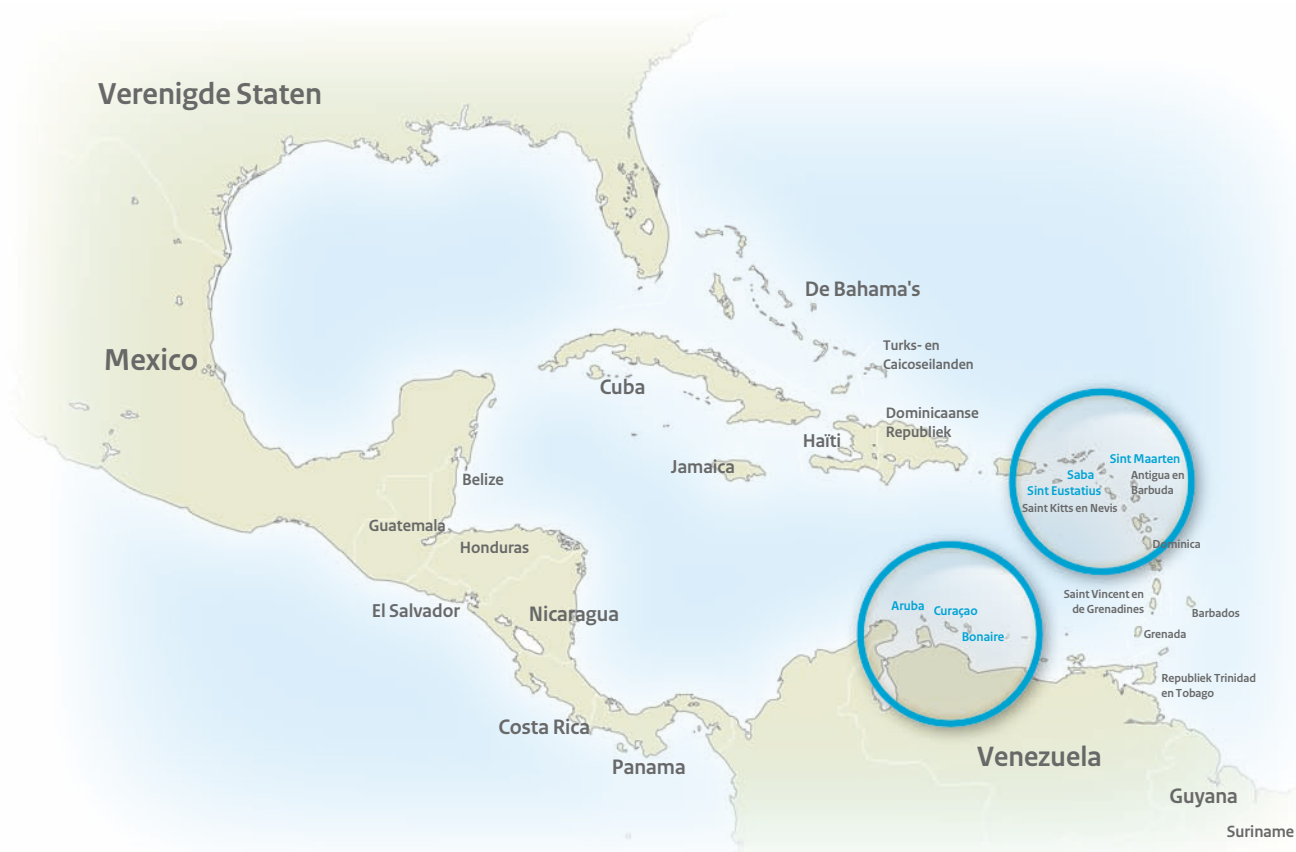 Verenigde Staten
De Bahama's
Turks- en
Caicoseilanden
Mexico
Cuba
Dominicaanse
Republiek
Haïti
Jamaica
Sint Maarten
Saba
Antigua en
Barbuda
Sint Eustatius
Saint Kitts en Nevis
Belize
Guatemala
Honduras
Dominica
El Salvador
Nicaragua
Aruba
Curaçao
Bonaire
Saint Vincent en
de Grenadines
Barbados
Grenada
Republiek Trinidad
en Tobago
Costa Rica
Panama
Venezuela
Guyana
Suriname